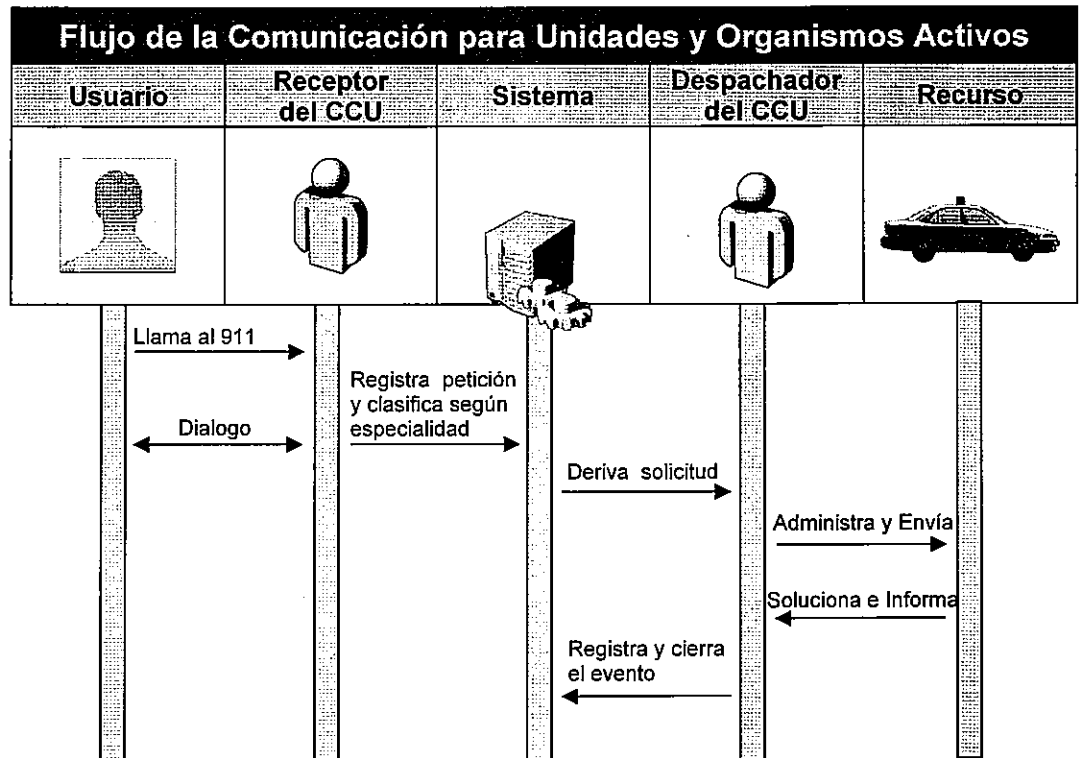 Flujo de la Comunicación para Unidades y Organismos Activos
Usuario
Receptor
del CCU
Sistema
Despachador
del CCU
Recurso
Llama al 911
Registra petición
y clasifica según
especialidad
Dialogo
Deriva solicitud
Administra y Envía
Soluciona e Informa
Registra y cierra
el evento